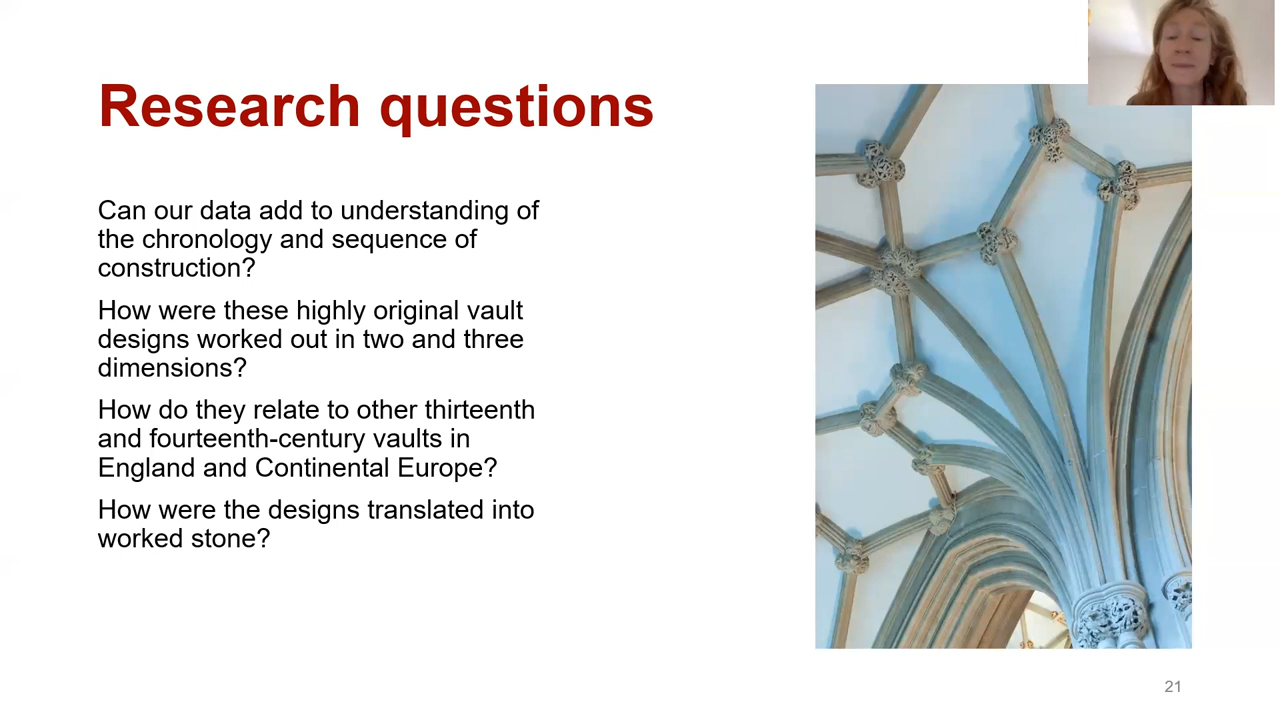 Research questions
Can our data add to understanding of
the chronology and sequence of
construction?
How were these highly original vault
designs worked out in two and three
dimensions?
How do they relate to other thirteenth
and fourteenth-century vaults in
England and Continental Europe?
How were the designs translated into
worked stone?
21